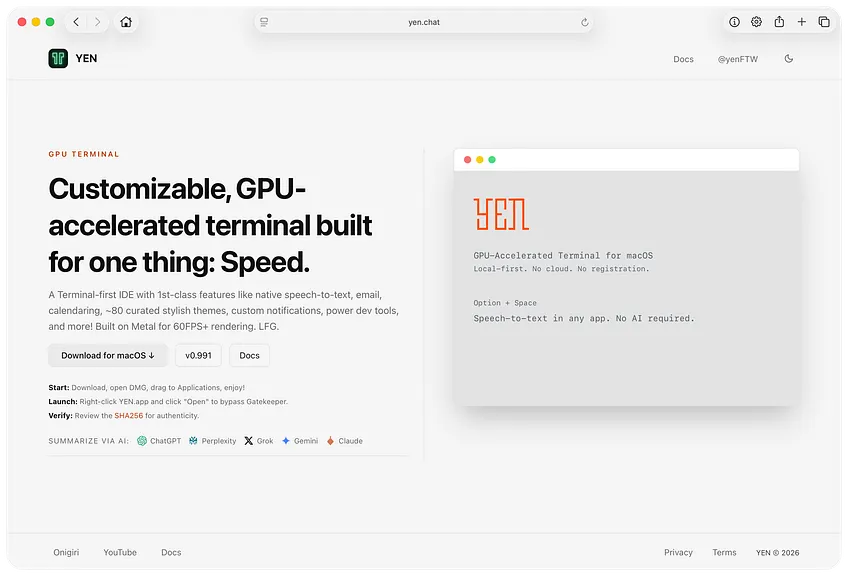 yen.chat
YEN
Docs
@yenFTW
GPU TERMINAL
Customizable, GPU-
accelerated terminal built
for one thing: Speed.
A Terminal-first IDE with 1st-class features like native speech-to-text, email,
calendaring, ~80 curated stylish themes, custom notifications, power dev tools,
and more! Built on Metal for 60FPS+ rendering. LFG.
Download for macOS ↓
v0.991
Docs
Start: Download, open DMG, drag to Applications, enjoy!
Launch: Right-click YEN.app and click "Open" to bypass Gatekeeper.
Verify: Review the SHA256 for authenticity.
SUMMARIZE VIA AI: ChatGPT Perplexity Grok Gemini Claude
YEN
GPU-Accelerated Terminal for macOS
Local-first. No cloud. No registration.
Option + Space
Speech-to-text in any app. No AI required.
Onigiri
YouTube
Docs
Privacy
Terms
YEN © 2026